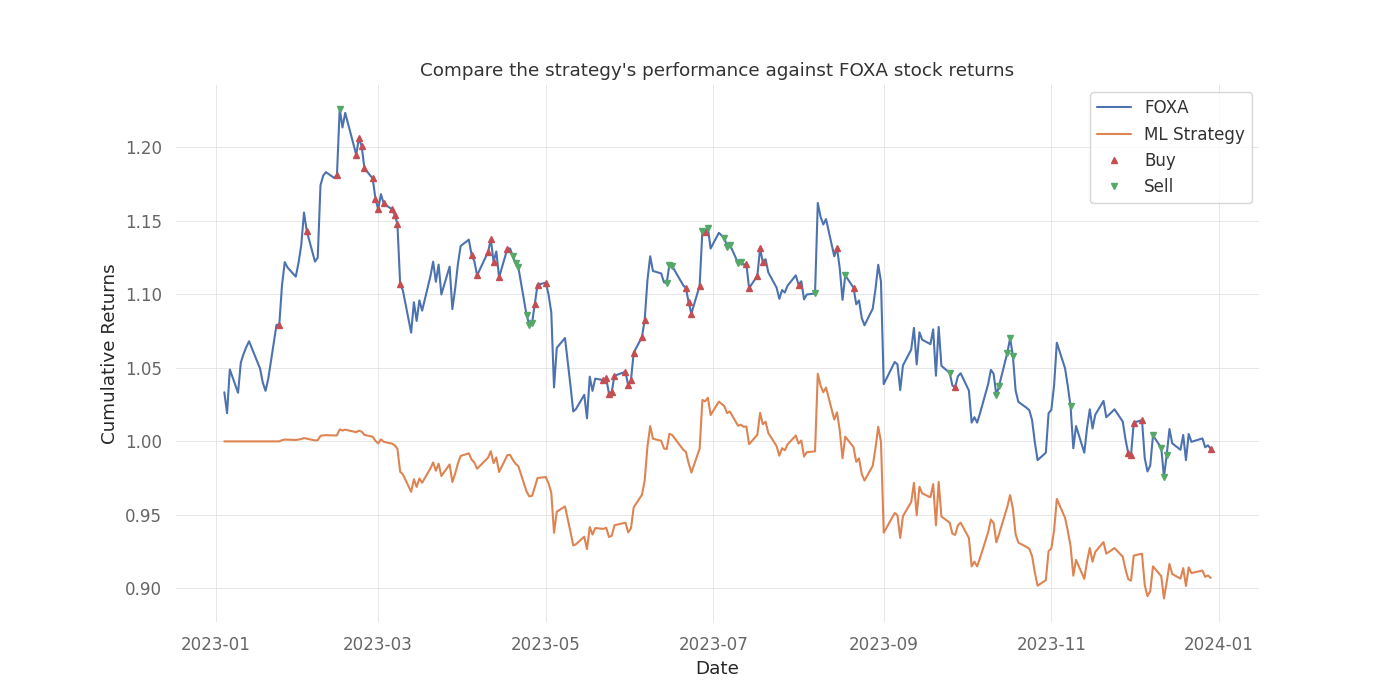 Compare the strategy's performance against FOXA stock returns
FOXA
ML Strategy
Buy
Sell
Cumulative Returns
1.20
1.15
1.10
1.05
1.00
0.95
0.90
2023-01
2023-03
2023-05
2023-07
2023-09
2023-11
2024-01
Date